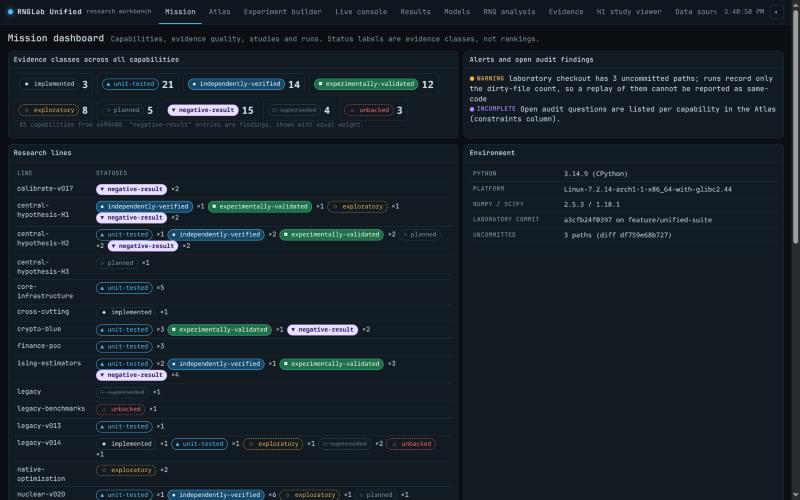 RNGLab Unified research workbench Mission Atlas Experiment builder Live console Results Models RNG analysis Evidence H1 study viewer Data sourc 3:40:50 PM
Mission dashboard Capabilities, evidence quality, studies and runs. Status labels are evidence classes, not rankings.
Evidence classes across all capabilities
◆ implemented 3 ▲ unit-tested 21 ● independently-verified 14 ■ experimentally-validated 12
◇ exploratory 8 ○ planned 5 ▼ negative-result 15 □ superseded 4 △ unbacked 3
85 capabilities from o690488. "negative-result" entries are findings, shown with equal weight.
Alerts and open audit findings
WARNING laboratory checkout has 3 uncommitted paths; runs record only
the dirty-file count, so a replay of them cannot be reported as same-
code
INCOMPLETE Open audit questions are listed per capability in the Atlas
(constraints column).
Research lines
LINE STATUSES
calibrate-v017 ▼ negative-result ×2
central-
hypothesis-H1
● independently-verified ×1 ■ experimentally-validated ×1 ◇ exploratory ×1
▼ negative-result ×2
central-
hypothesis-H2
▲ unit-tested ×1 ● independently-verified ×2 ■ experimentally-validated ×2 ○ planned
×2 ▼ negative-result ×2
central-
hypothesis-H3
○ planned ×1
core-
infrastructure
▲ unit-tested ×5
cross-cutting ◆ implemented ×1
crypto-blue ▲ unit-tested ×3 ■ experimentally-validated ×1 ▼ negative-result ×2
finance-poc ▲ unit-tested ×3
ising-estimators ▲ unit-tested ×2 ● independently-verified ×1 ■ experimentally-validated ×3
▼ negative-result ×4
legacy □ superseded ×1
legacy-benchmarks △ unbacked ×1
legacy-v013 ▲ unit-tested ×1
legacy-v014 ◆ implemented ×1 ▲ unit-tested ×1 ◇ exploratory ×1 □ superseded ×2 △ unbacked
×1
native-
optimization
◇ exploratory ×2
nuclear-v020 ▲ unit-tested ×1 ● independently-verified ×6 ◇ exploratory ×1 ○ planned ×1
Environment
PYTHON 3.14.9 (CPython)
PLATFORM Linux-7.2.14-arch1-1-x86_64-with-glibc2.44
NUMPY / SCIPY 2.5.3 / 1.18.1
LABORATORY COMMIT a3cfb24f0397 on feature/unified-suite
UNCOMMITTED 3 paths (diff df759e68b727)